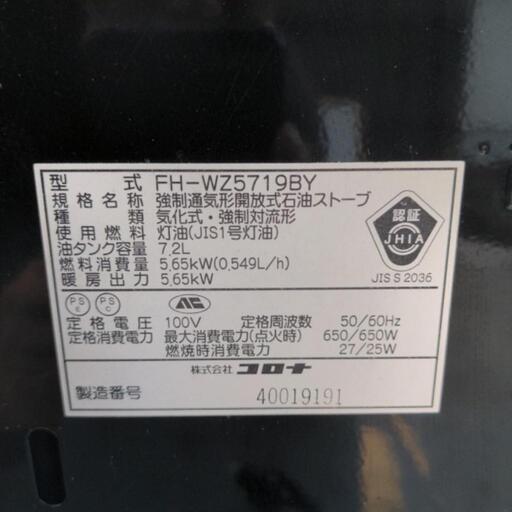 型式 FH-WZ5719BY
規格名称 強制通気形開放式石油ストーブ
種類 気化式・強制対流形
使用燃料 灯油(JIS1号灯油)
油タンク容量 7.2L
燃料消費量 5.65kW(0.549L/h)
暖房出力 5.65kW
認証
JHIA
JIS S 2036
PS E PS C
定格電圧 100V 定格周波数 50/60Hz
定格消費電力 最大消費電力(点火時) 650/650W
燃焼時消費電力 27/25W
株式会社 コロナ
製造番号 40019191